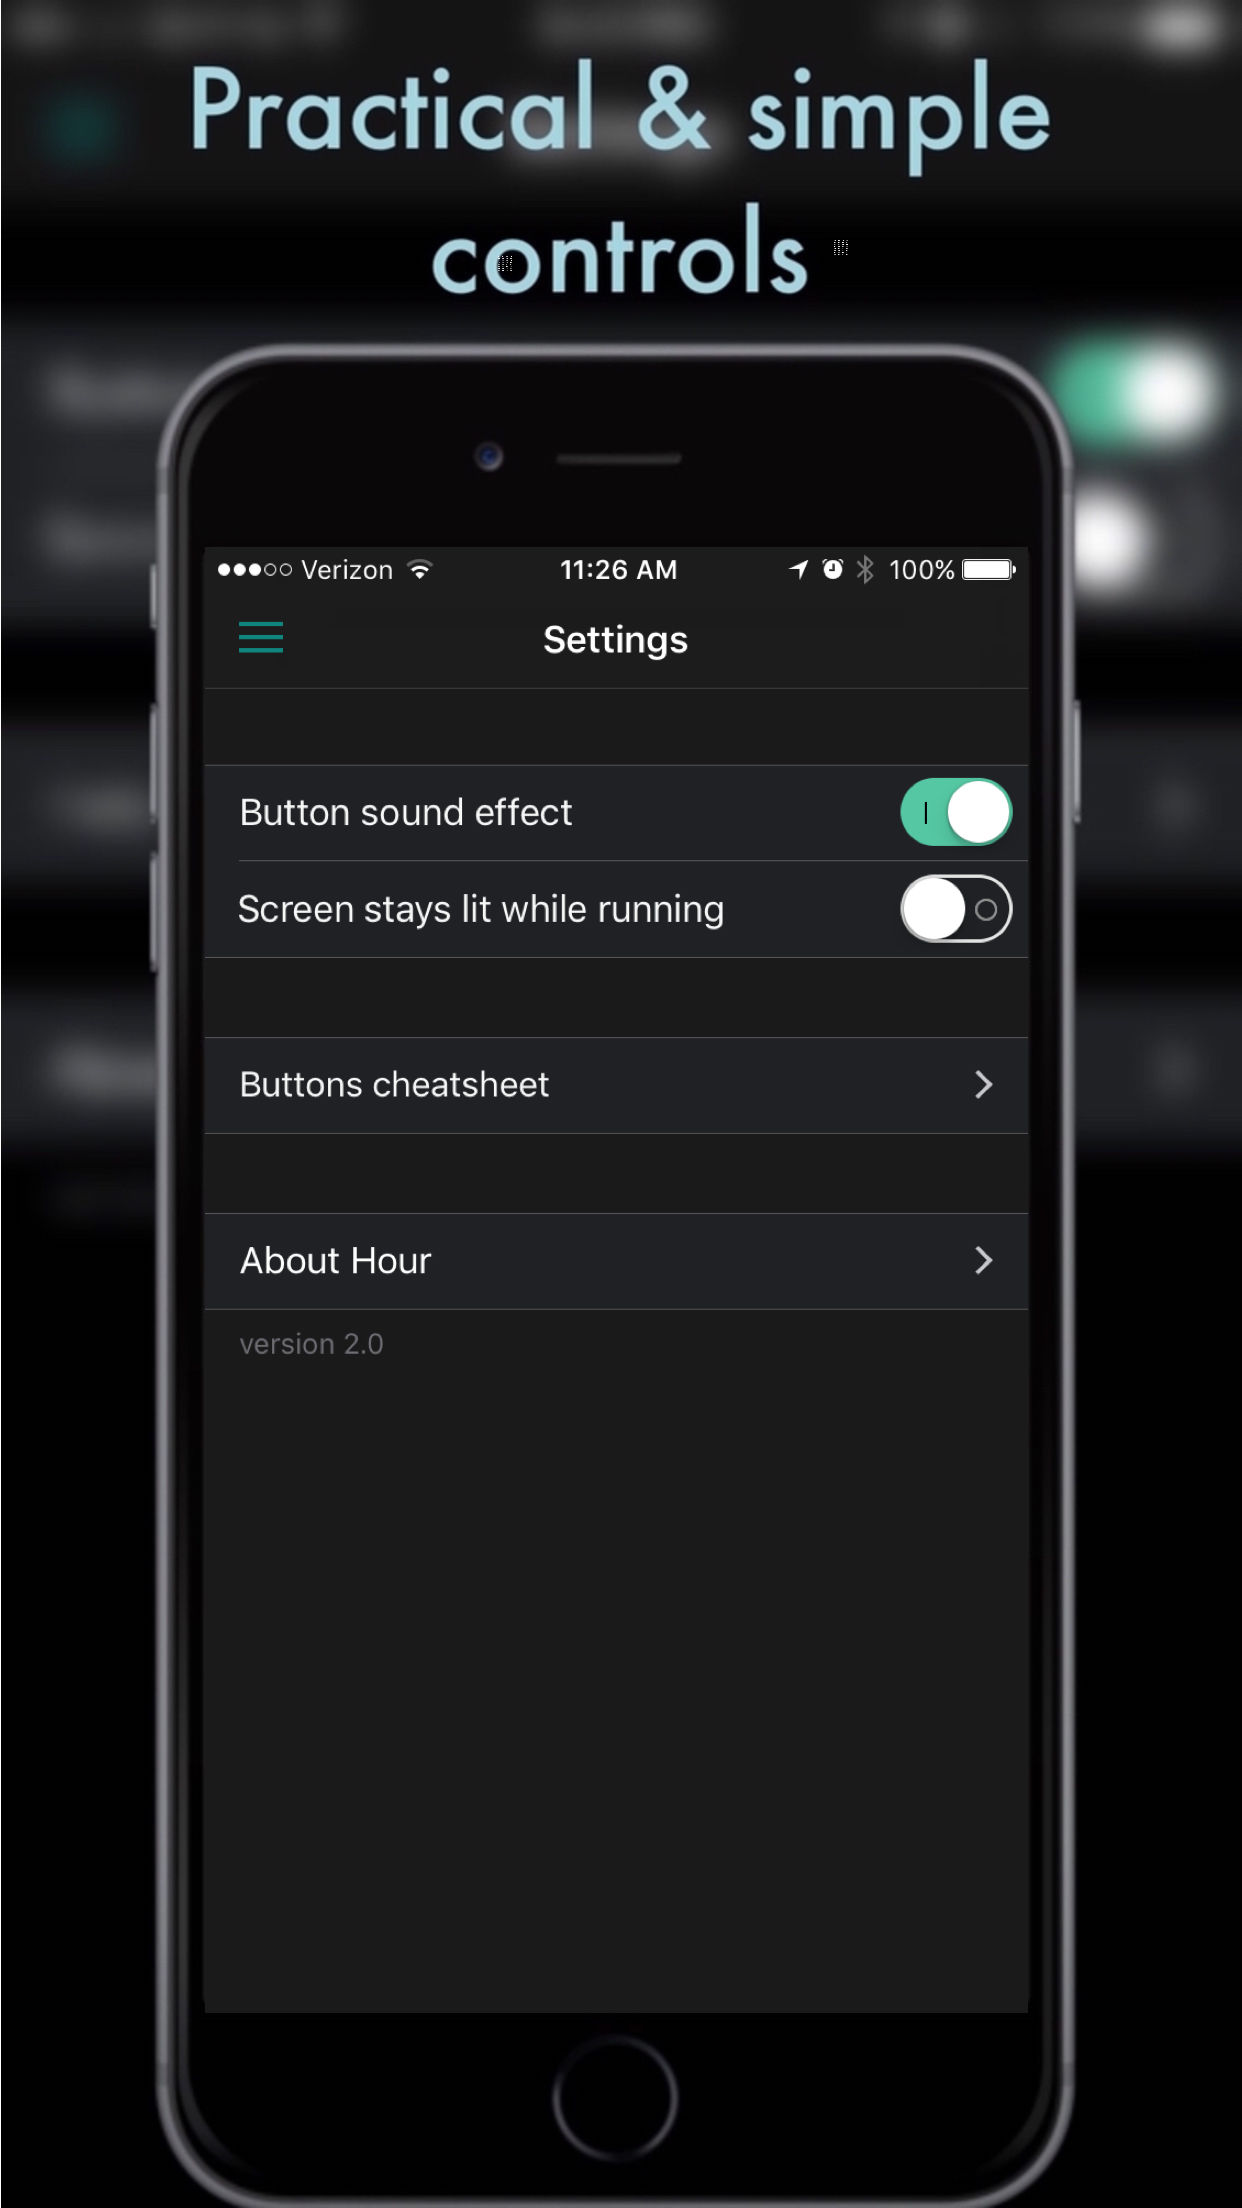 Practical & simple
controls
Verizon 11:26 AM 100%
Settings
Button sound effect
Screen stays lit while running
Buttons cheatsheet
About Hour
version 2.0